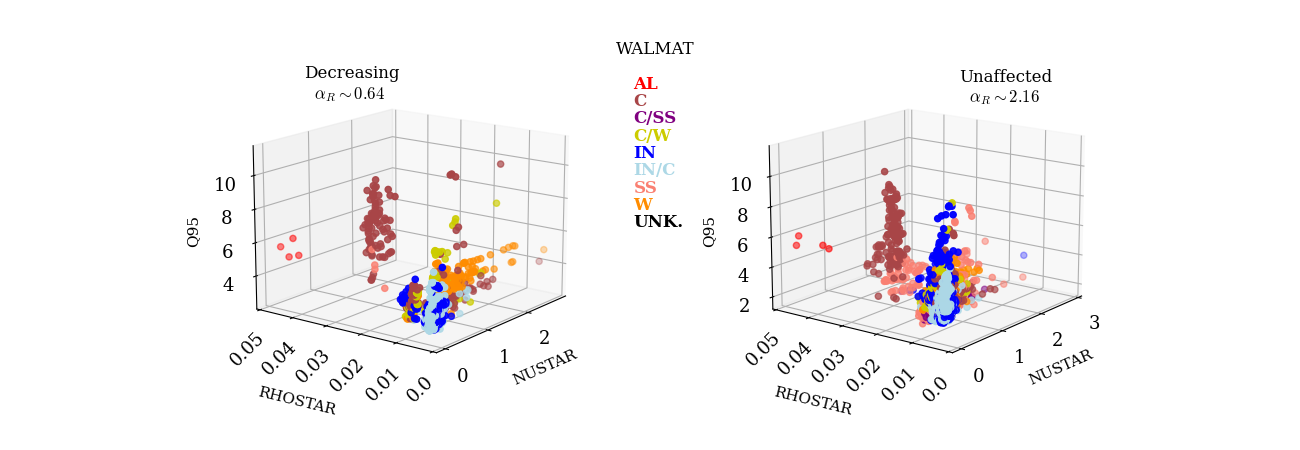 WALMAT
Decreasing
α_R ~ 0.64
AL
C
C/SS
C/W
IN
IN/C
SS
W
UNK.
Unaffected
α_R ~ 2.16
Q95
10
8
6
4
0.05
0.04
0.03
0.02
0.01
0.0
RHOSTAR
0
1
2
NUSTAR
Q95
10
8
6
4
2
0.05
0.04
0.03
0.02
0.01
0.0
RHOSTAR
0
1
2
3
NUSTAR